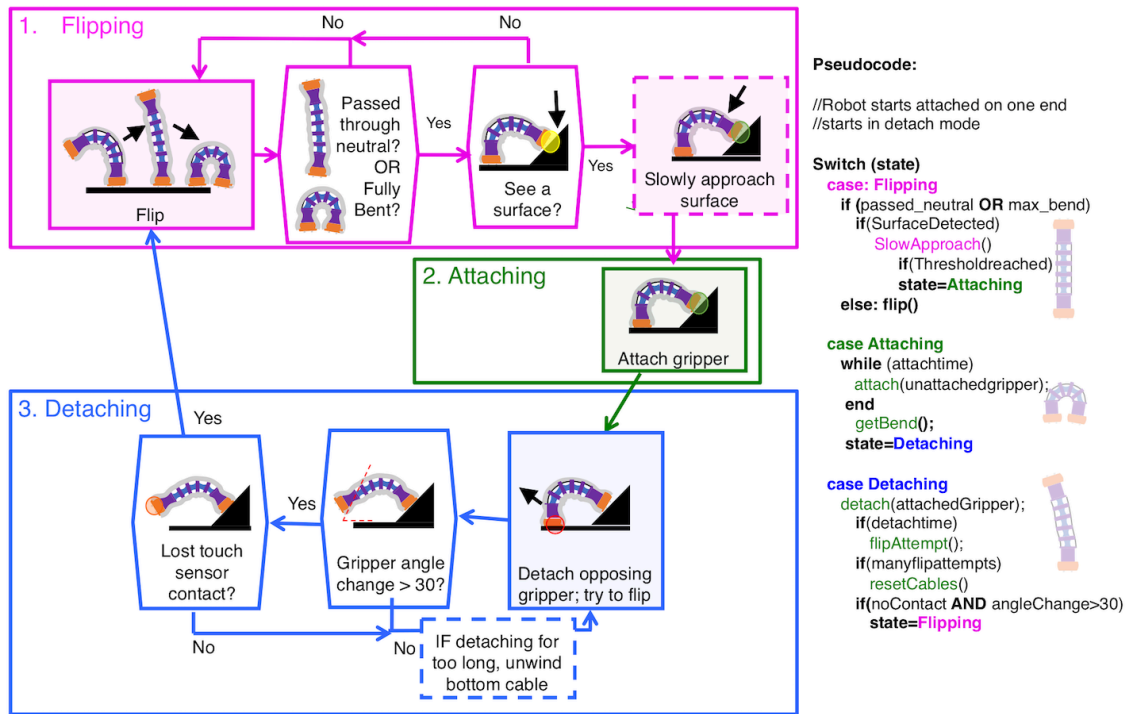 1. Flipping
No
No
Flip
Passed
through
neutral?
OR
Fully
Bent?
Yes
See a
surface?
Yes
Slowly approach
surface
2. Attaching
Attach gripper
3. Detaching
Yes
Lost touch
sensor
contact?
Yes
Gripper angle
change > 30?
Detach opposing
gripper; try to flip
No
No
IF detaching for
too long, unwind
bottom cable
Pseudocode:
//Robot starts attached on one end
//starts in detach mode
Switch (state)
case: Flipping
if (passed_neutral OR max_bend)
if(SurfaceDetected)
SlowApproach()
if(Thresholdreached)
state=Attaching
else: flip()
case Attaching
while (attachtime)
attach(unattachedgripper);
end
getBend();
state=Detaching
case Detaching
detach(attachedGripper);
if(detachtime)
flipAttempt();
if(manyflipattempts)
resetCables()
if(noContact AND angleChange>30)
state=Flipping